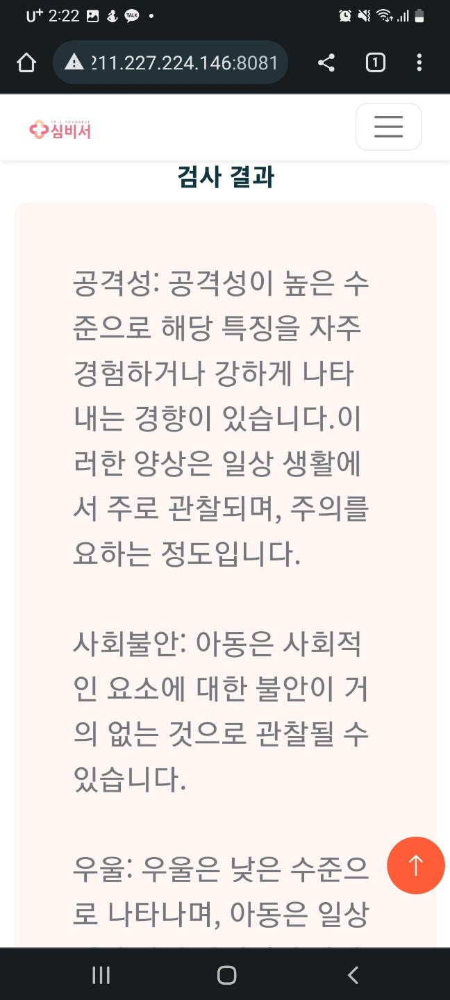 U+ 2:22 TALK
211.227.224.146:8081 1
TELL YOURSELF
심비서
검사 결과
공격성: 공격성이 높은 수
준으로 해당 특징을 자주
경험하거나 강하게 나타
내는 경향이 있습니다.이
러한 양상은 일상 생활에
서 주로 관찰되며, 주의를
요하는 정도입니다.
사회불안: 아동은 사회적
인 요소에 대한 불안이 거
의 없는 것으로 관찰될 수
있습니다.
우울: 우울은 낮은 수준으
로 나타나며, 아동은 일상